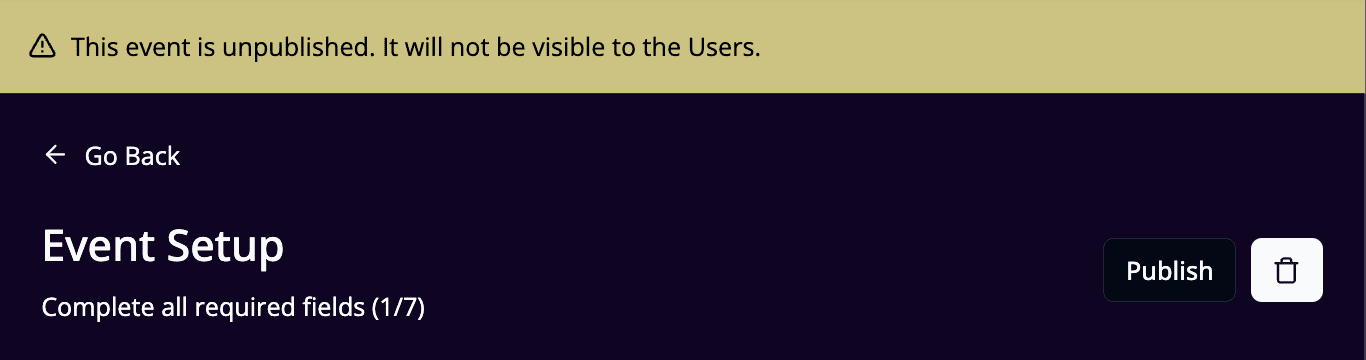 This event is unpublished. It will not be visible to the Users.
Go Back
Event Setup
Publish
Complete all required fields (1/7)